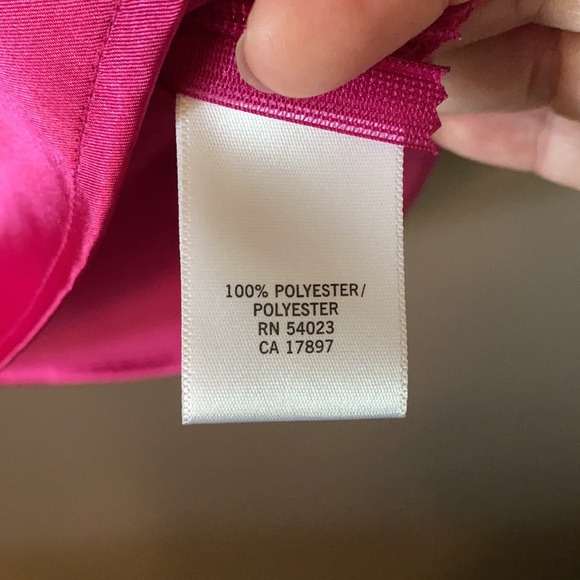 100% POLYESTER/
POLYESTER
RN 54023
CA 17897